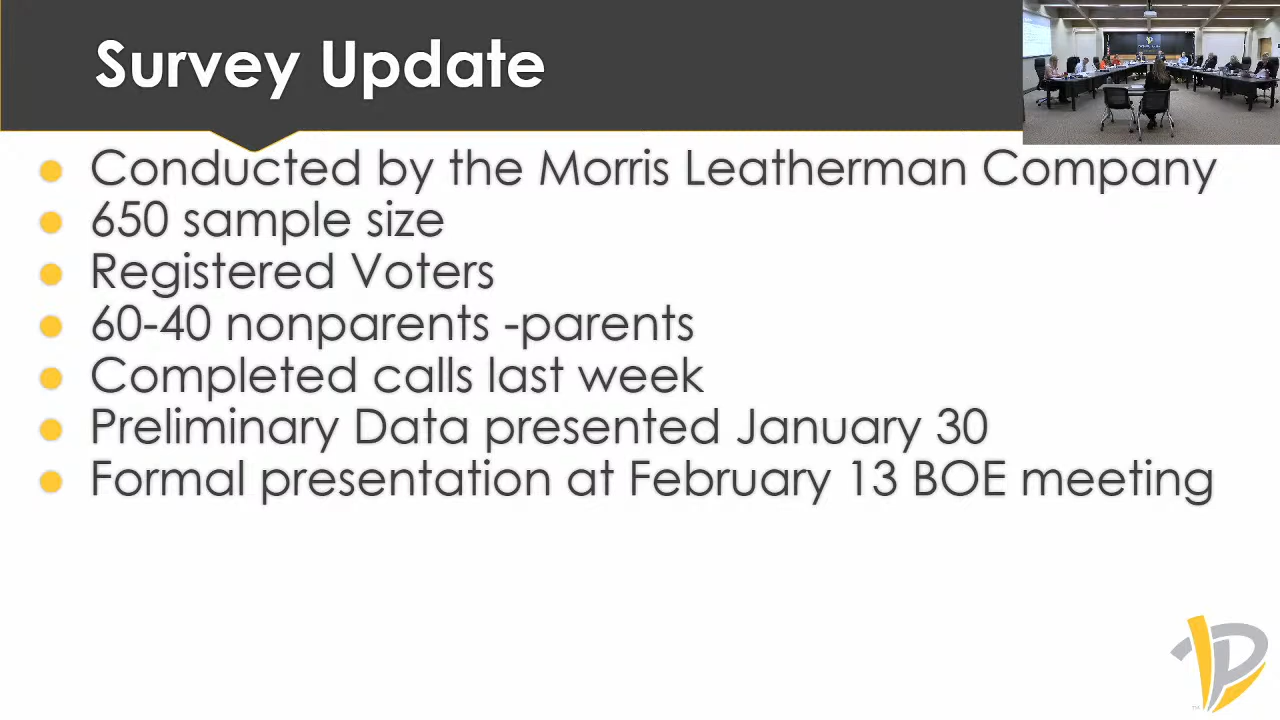 Survey Update
Conducted by the Morris Leatherman Company
650 sample size
Registered Voters
60-40 nonparents -parents
Completed calls last week
Preliminary Data presented January 30
Formal presentation at February 13 BOE meeting